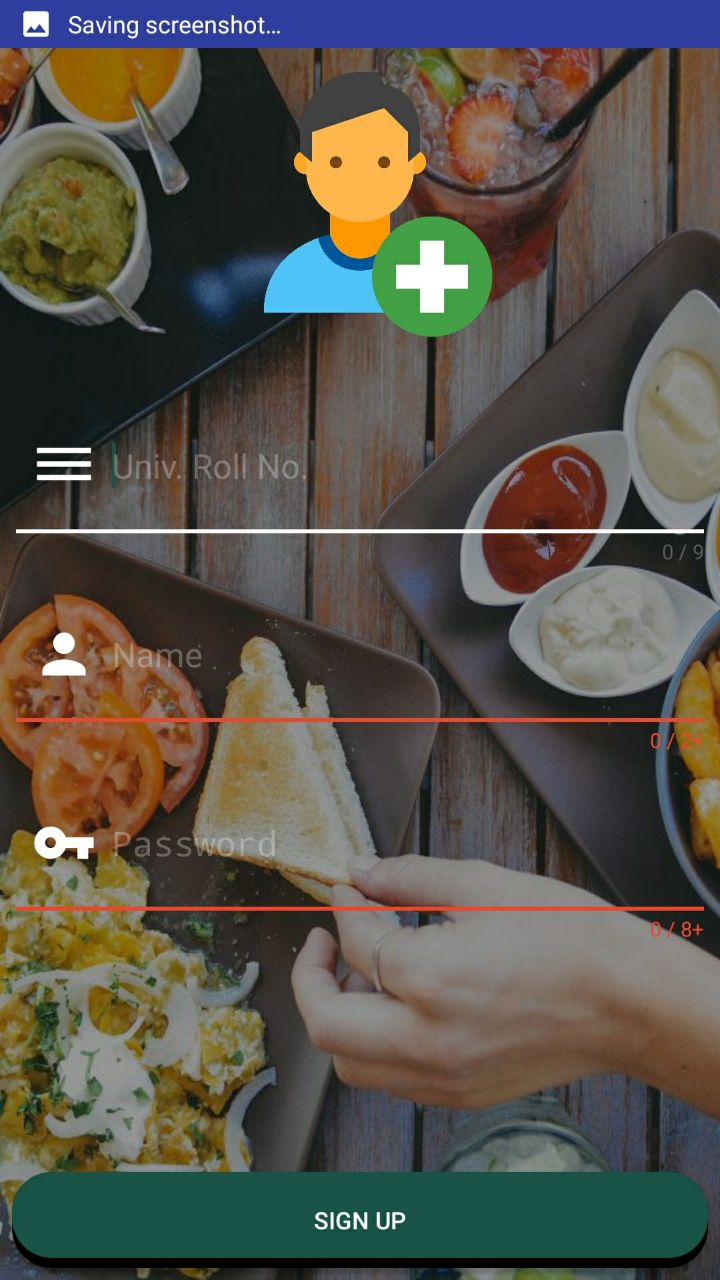 Saving screenshot...
Univ. Roll No.
0 / 9
Name
0 / 2+
Password
0 / 8+
SIGN UP